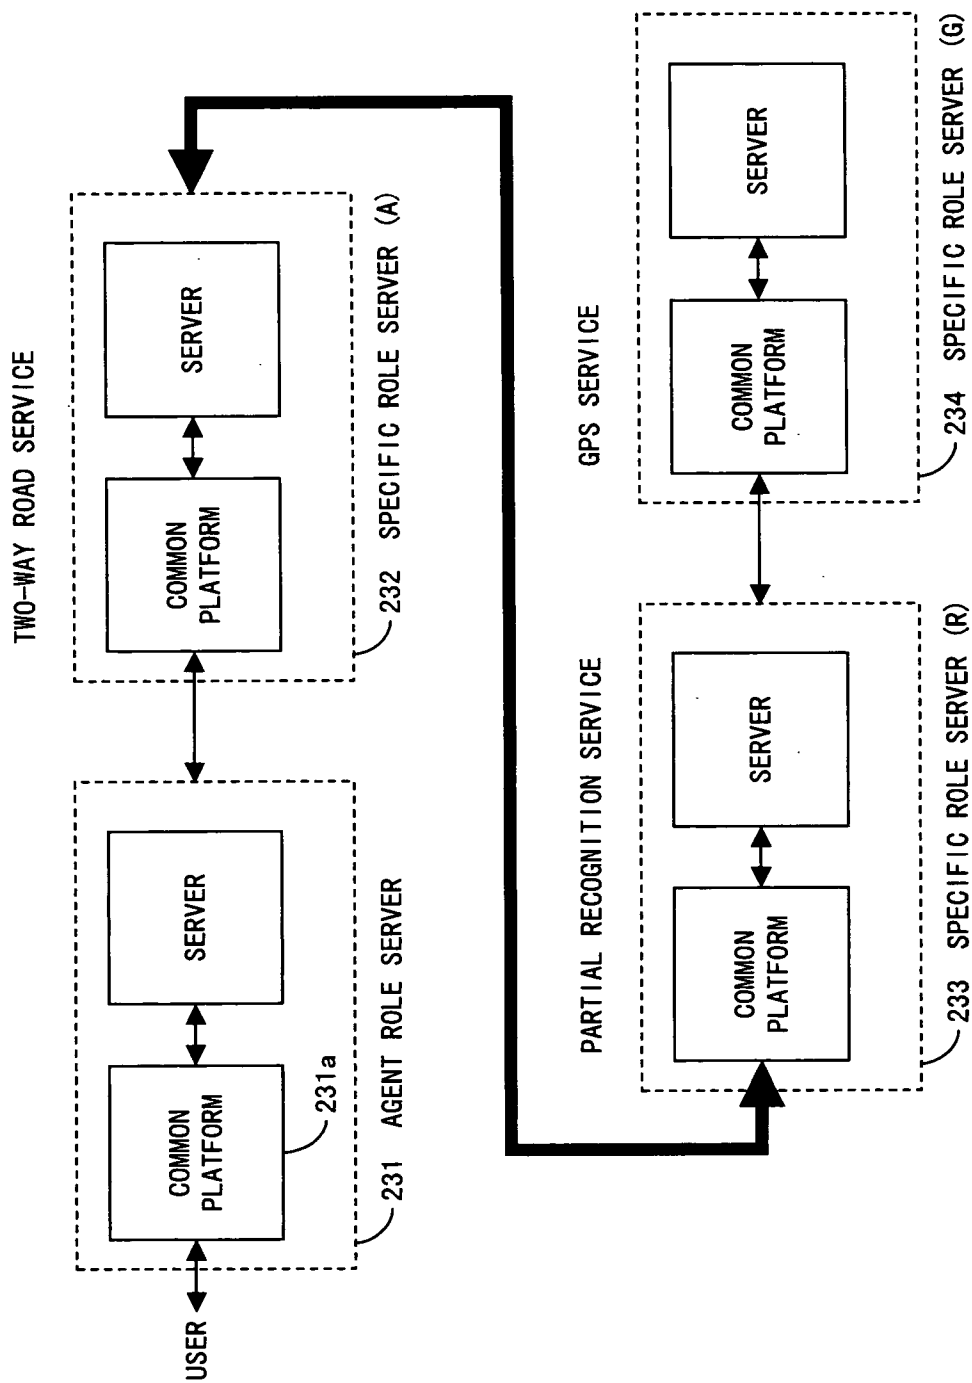 TWO-WAY ROAD SERVICE
USER
COMMON
PLATFORM
SERVER
231a
231 AGENT ROLE SERVER
COMMON
PLATFORM
SERVER
232 SPECIFIC ROLE SERVER (A)
PARTIAL RECOGNITION SERVICE
COMMON
PLATFORM
SERVER
233 SPECIFIC ROLE SERVER (R)
GPS SERVICE
COMMON
PLATFORM
SERVER
234 SPECIFIC ROLE SERVER (G)